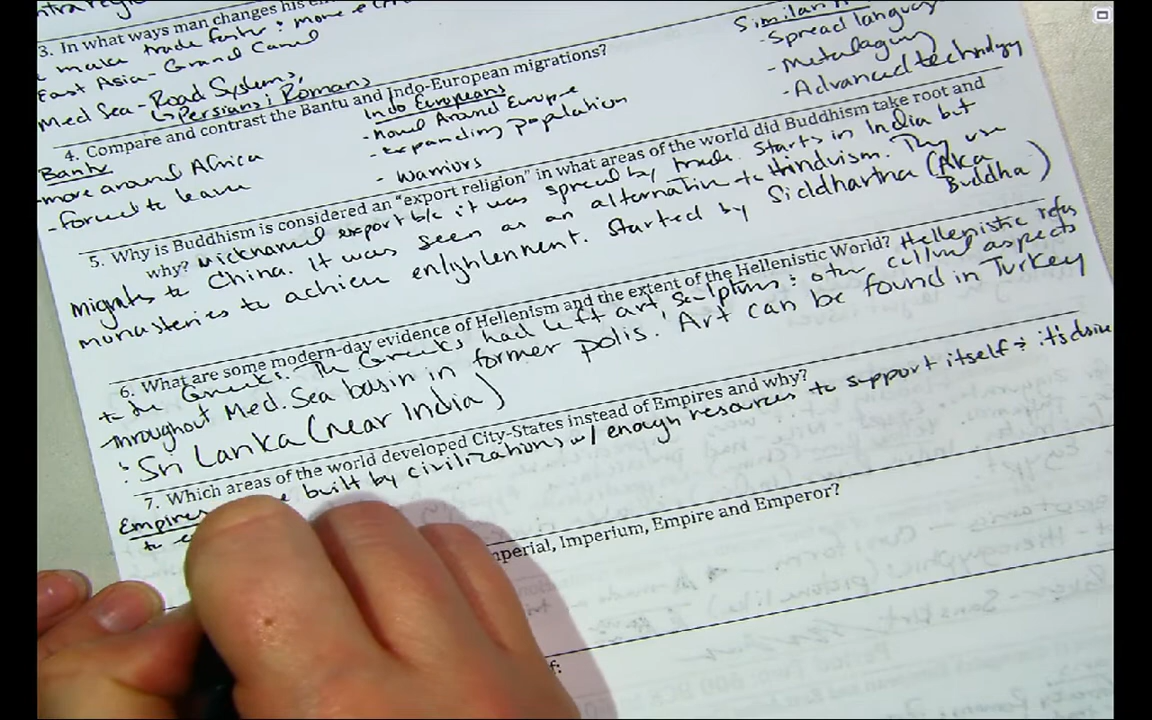 3. In what ways man changes his
make trade faster & more
East Asia - Grand Canal
Med Sea - Road Systems,
Persians & Romans
4. Compare and contrast the Bantu and Indo-European migrations?
Bantu
-move around Africa
-forced to leave
Indo Europeans
- Around Europe
- expanding population
- warriors
- Spread language
- Metalagury
- Advanced technology
5. Why is Buddhism is considered an "export religion" in what areas of the world did Buddhism take root and
why? Nicknamed export b/c it was spread by trade. Starts in India but
migrates to China. It was seen as an alternative to Hinduism. They use
monasteries to achieve enlightenment. Started by Siddhartha (Aka
Buddha)
6. What are some modern-day evidence of Hellenism and the extent of the Hellenistic World? Hellenistic refers
to the Greeks. The Greeks had left art, sculptures & other cultural aspects
throughout Med. Sea basin in former polis. Art can be found in Turkey
& Sri Lanka (near India)
7. Which areas of the world developed City-States instead of Empires and why?
Empires built by civilizations w/ enough resources to support itself & it's desire
to
Imperial, Imperium, Empire and Emperor?